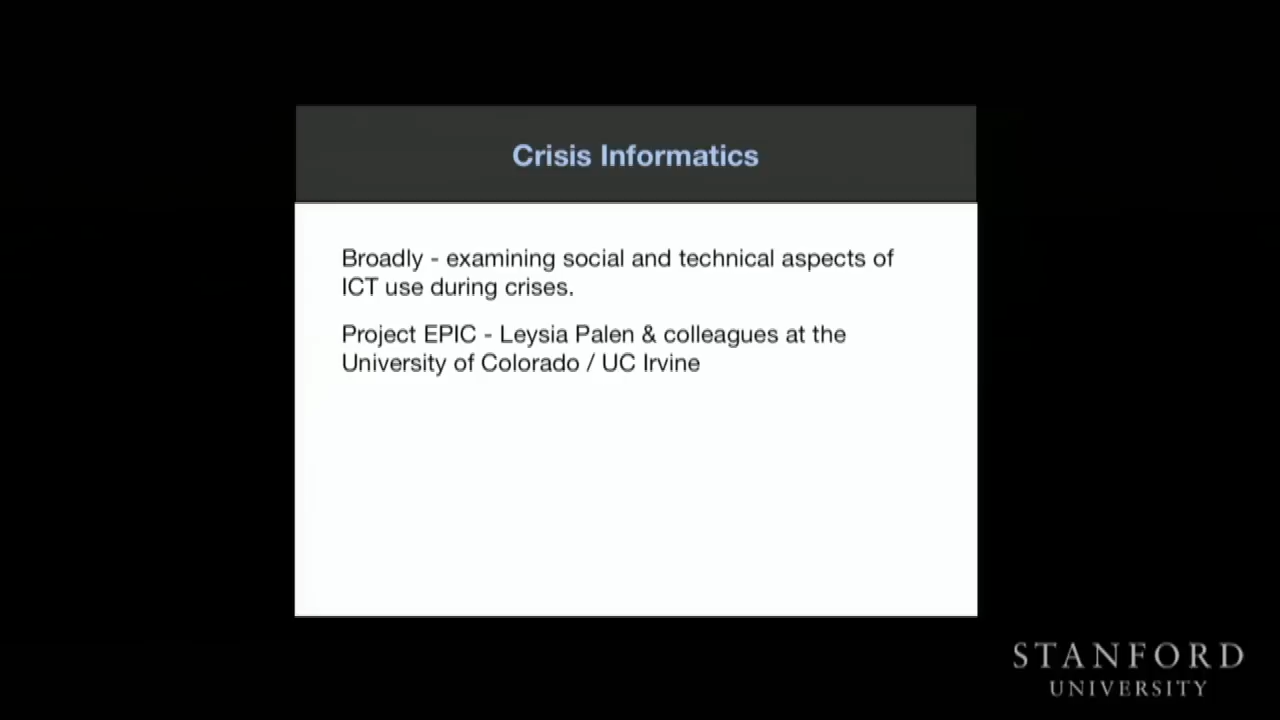 Crisis Informatics
Broadly - examining social and technical aspects of
ICT use during crises.
Project EPIC - Leysia Palen & colleagues at the
University of Colorado / UC Irvine
STANFORD
UNIVERSITY